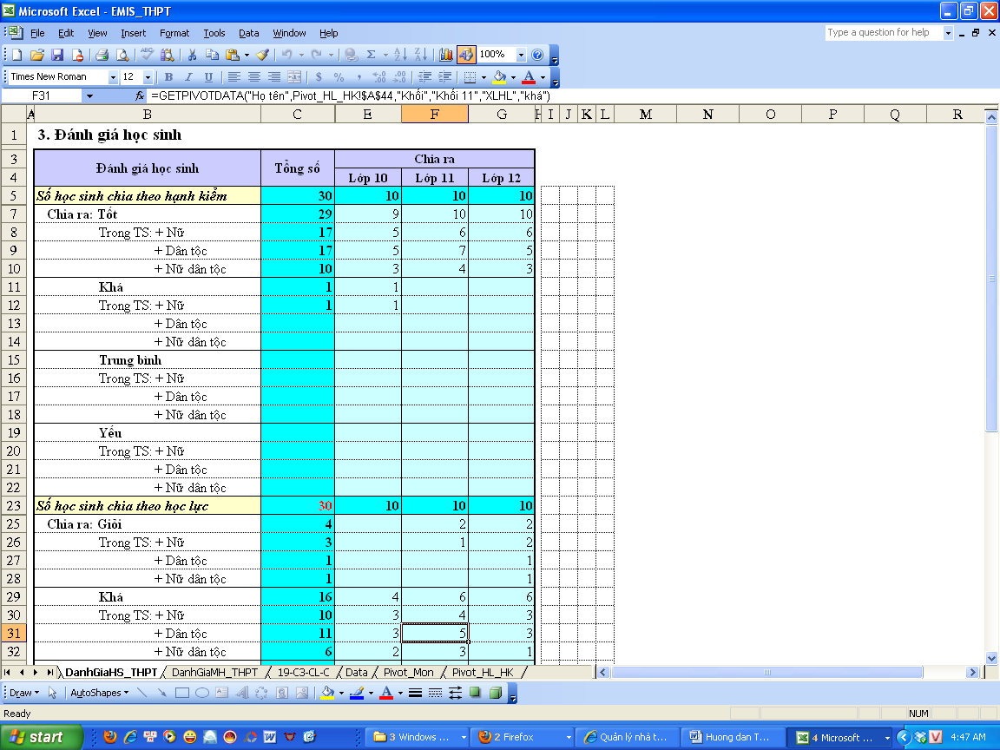 Microsoft Excel - EMIS_THPT
File Edit View Insert Format Tools Data Window Help Type a question for help
100%
Times New Roman 12 B I U
F31 fx =GETPIVOTDATA("Họ tên",Pivot_HL_HK!$A$44,"Khối","Khối 11","XLHL","khá")
A B C E F G H I J K L M N O P Q R
1 3. Đánh giá học sinh
3 Đánh giá học sinh Tổng số Chia ra
4 Lớp 10 Lớp 11 Lớp 12
5 Số học sinh chia theo hạnh kiểm 30 10 10 10
7 Chia ra: Tốt 29 9 10 10
8 Trong TS: + Nữ 17 5 6 6
9 + Dân tộc 17 5 7 5
10 + Nữ dân tộc 10 3 4 3
11 Khá 1 1
12 Trong TS: + Nữ 1 1
13 + Dân tộc
14 + Nữ dân tộc
15 Trung bình
16 Trong TS: + Nữ
17 + Dân tộc
18 + Nữ dân tộc
19 Yếu
20 Trong TS: + Nữ
21 + Dân tộc
22 + Nữ dân tộc
23 Số học sinh chia theo học lực 30 10 10 10
25 Chia ra: Giỏi 4 2 2
26 Trong TS: + Nữ 3 1 2
27 + Dân tộc 1 1
28 + Nữ dân tộc 1 1
29 Khá 16 4 6 6
30 Trong TS: + Nữ 10 3 4 3
31 + Dân tộc 11 3 5 3
32 + Nữ dân tộc 6 2 3 1
DanhGiaHS_THPT DanhGiaMH_THPT 19-C3-CL-C Data Pivot_Mon Pivot_HL_HK
Draw AutoShapes
Ready NUM
start 3 Windows ... 2 Firefox Quản lý nhà t... Huong dan T... 4 Microsoft ... 4:47 AM